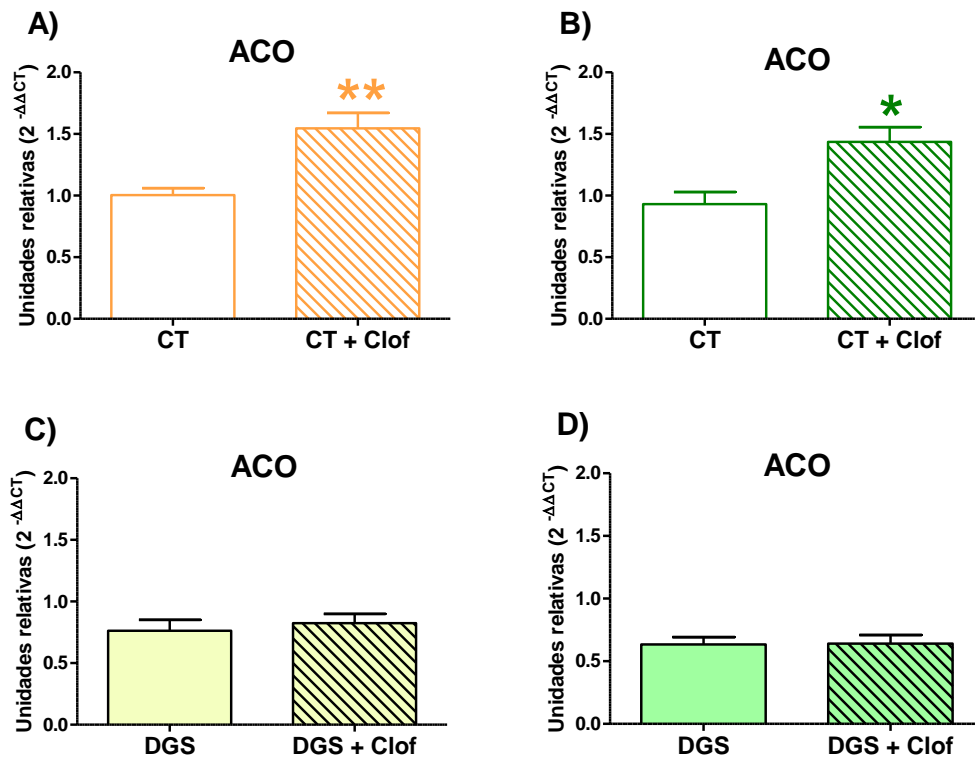 A)
ACO
Unidades relativas (2 -ΔΔCT)
2.0
1.5
1.0
0.5
0.0
**
CT
CT + Clof
B)
ACO
Unidades relativas (2 -ΔΔCT)
2.0
1.5
1.0
0.5
0.0
*
CT
CT + Clof
C)
ACO
Unidades relativas (2 -ΔΔCT)
2.0
1.5
1.0
0.5
0.0
DGS
DGS + Clof
D)
ACO
Unidades relativas (2 -ΔΔCT)
2.0
1.5
1.0
0.5
0.0
DGS
DGS + Clof